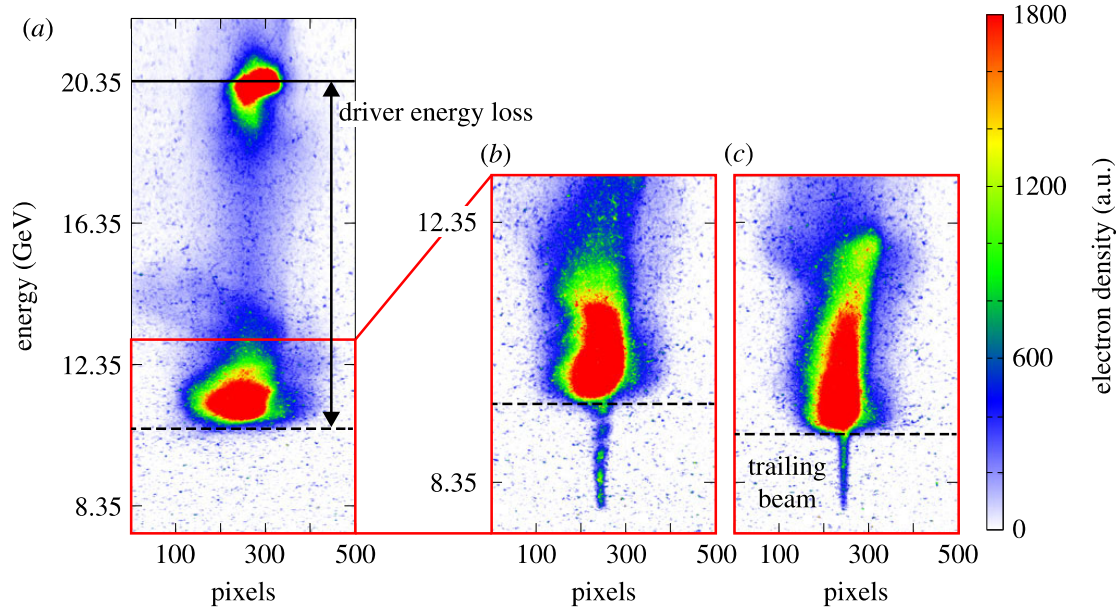 (a)
20.35
16.35
12.35
8.35
energy (GeV)
driver energy loss
100
300
500
pixels
(b)
12.35
8.35
100
300
500
pixels
(c)
trailing
beam
100
300
500
pixels
1800
1200
600
0
electron density (a.u.)